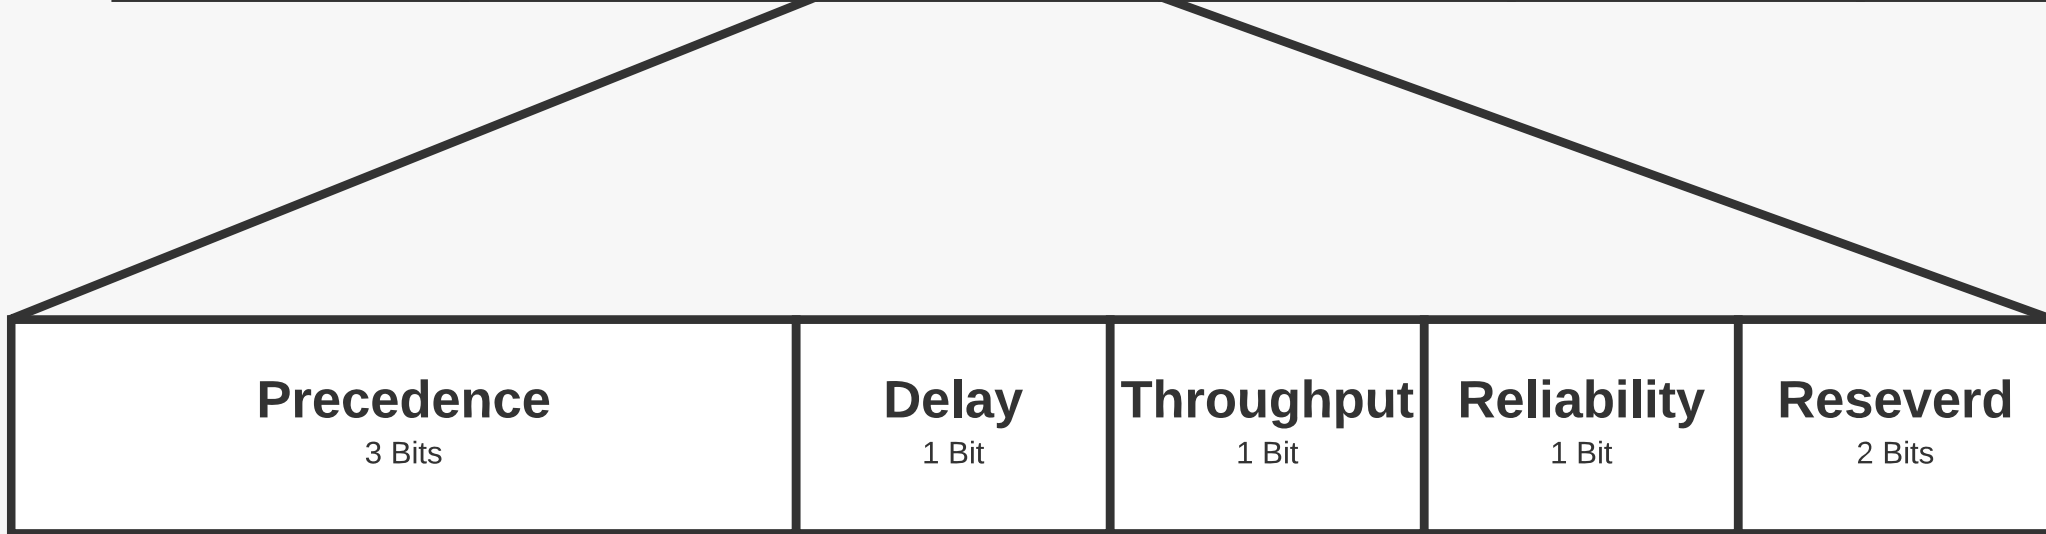 Precedence
3 Bits
Delay
1 Bit
Throughput
1 Bit
Reliability
1 Bit
Reseverd
2 Bits